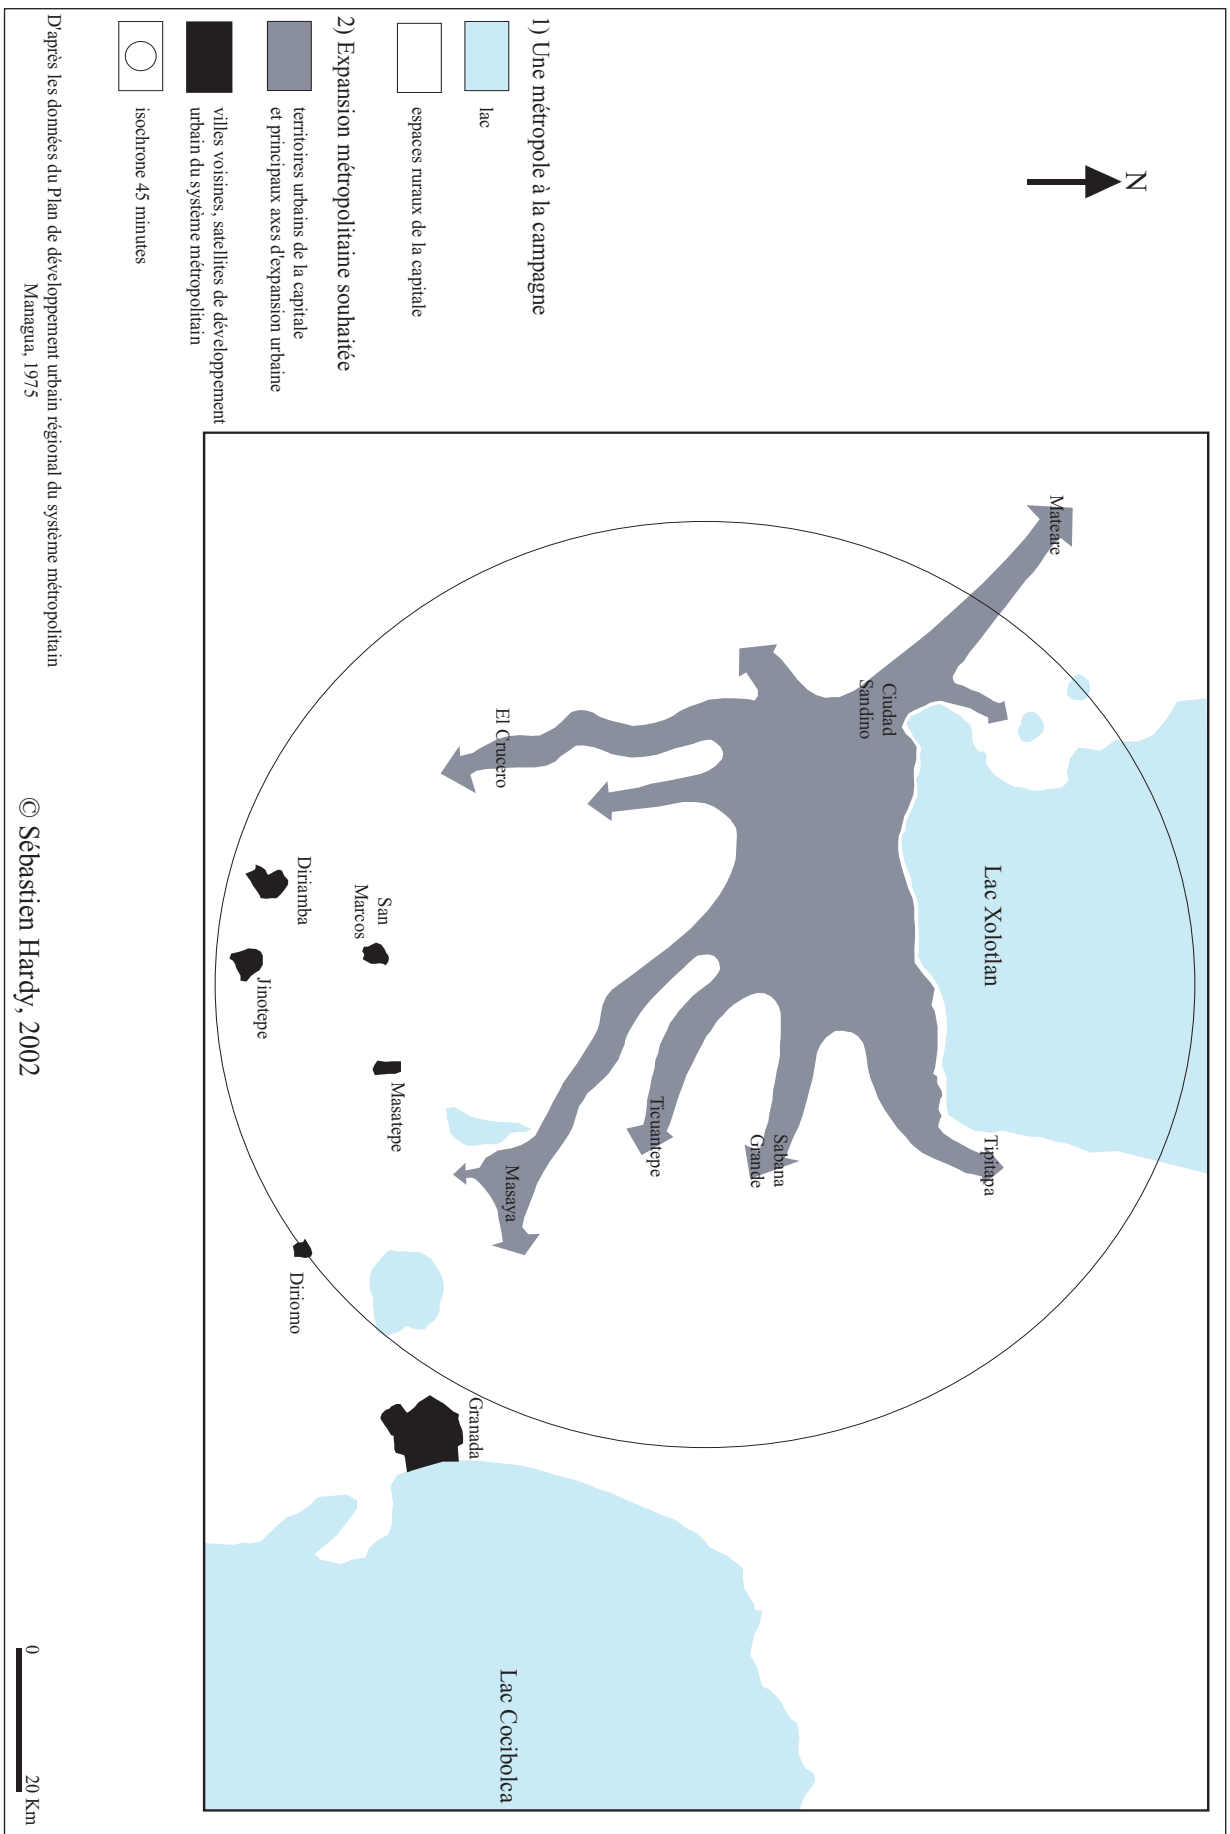 N
1) Une métropole à la campagne
lac
espaces ruraux de la capitale
2) Expansion métropolitaine souhaitée
territoires urbains de la capitale
et principaux axes d'expansion urbaine
villes voisines, satellites de développement
urbain du système métropolitain
isochrone 45 minutes
D'après les données du Plan de développement urbain régional du système métropolitain
Managua, 1975
Mateare
Ciudad
Sandino
Lac Xolotlan
Tipitapa
Sabana
Grande
Ticuantepe
El Crucero
Masaya
Diriamba
San
Marcos
Jinotepe
Masatepe
Diriomo
Granada
Lac Cocibolca
© Sébastien Hardy, 2002
0
20 Km